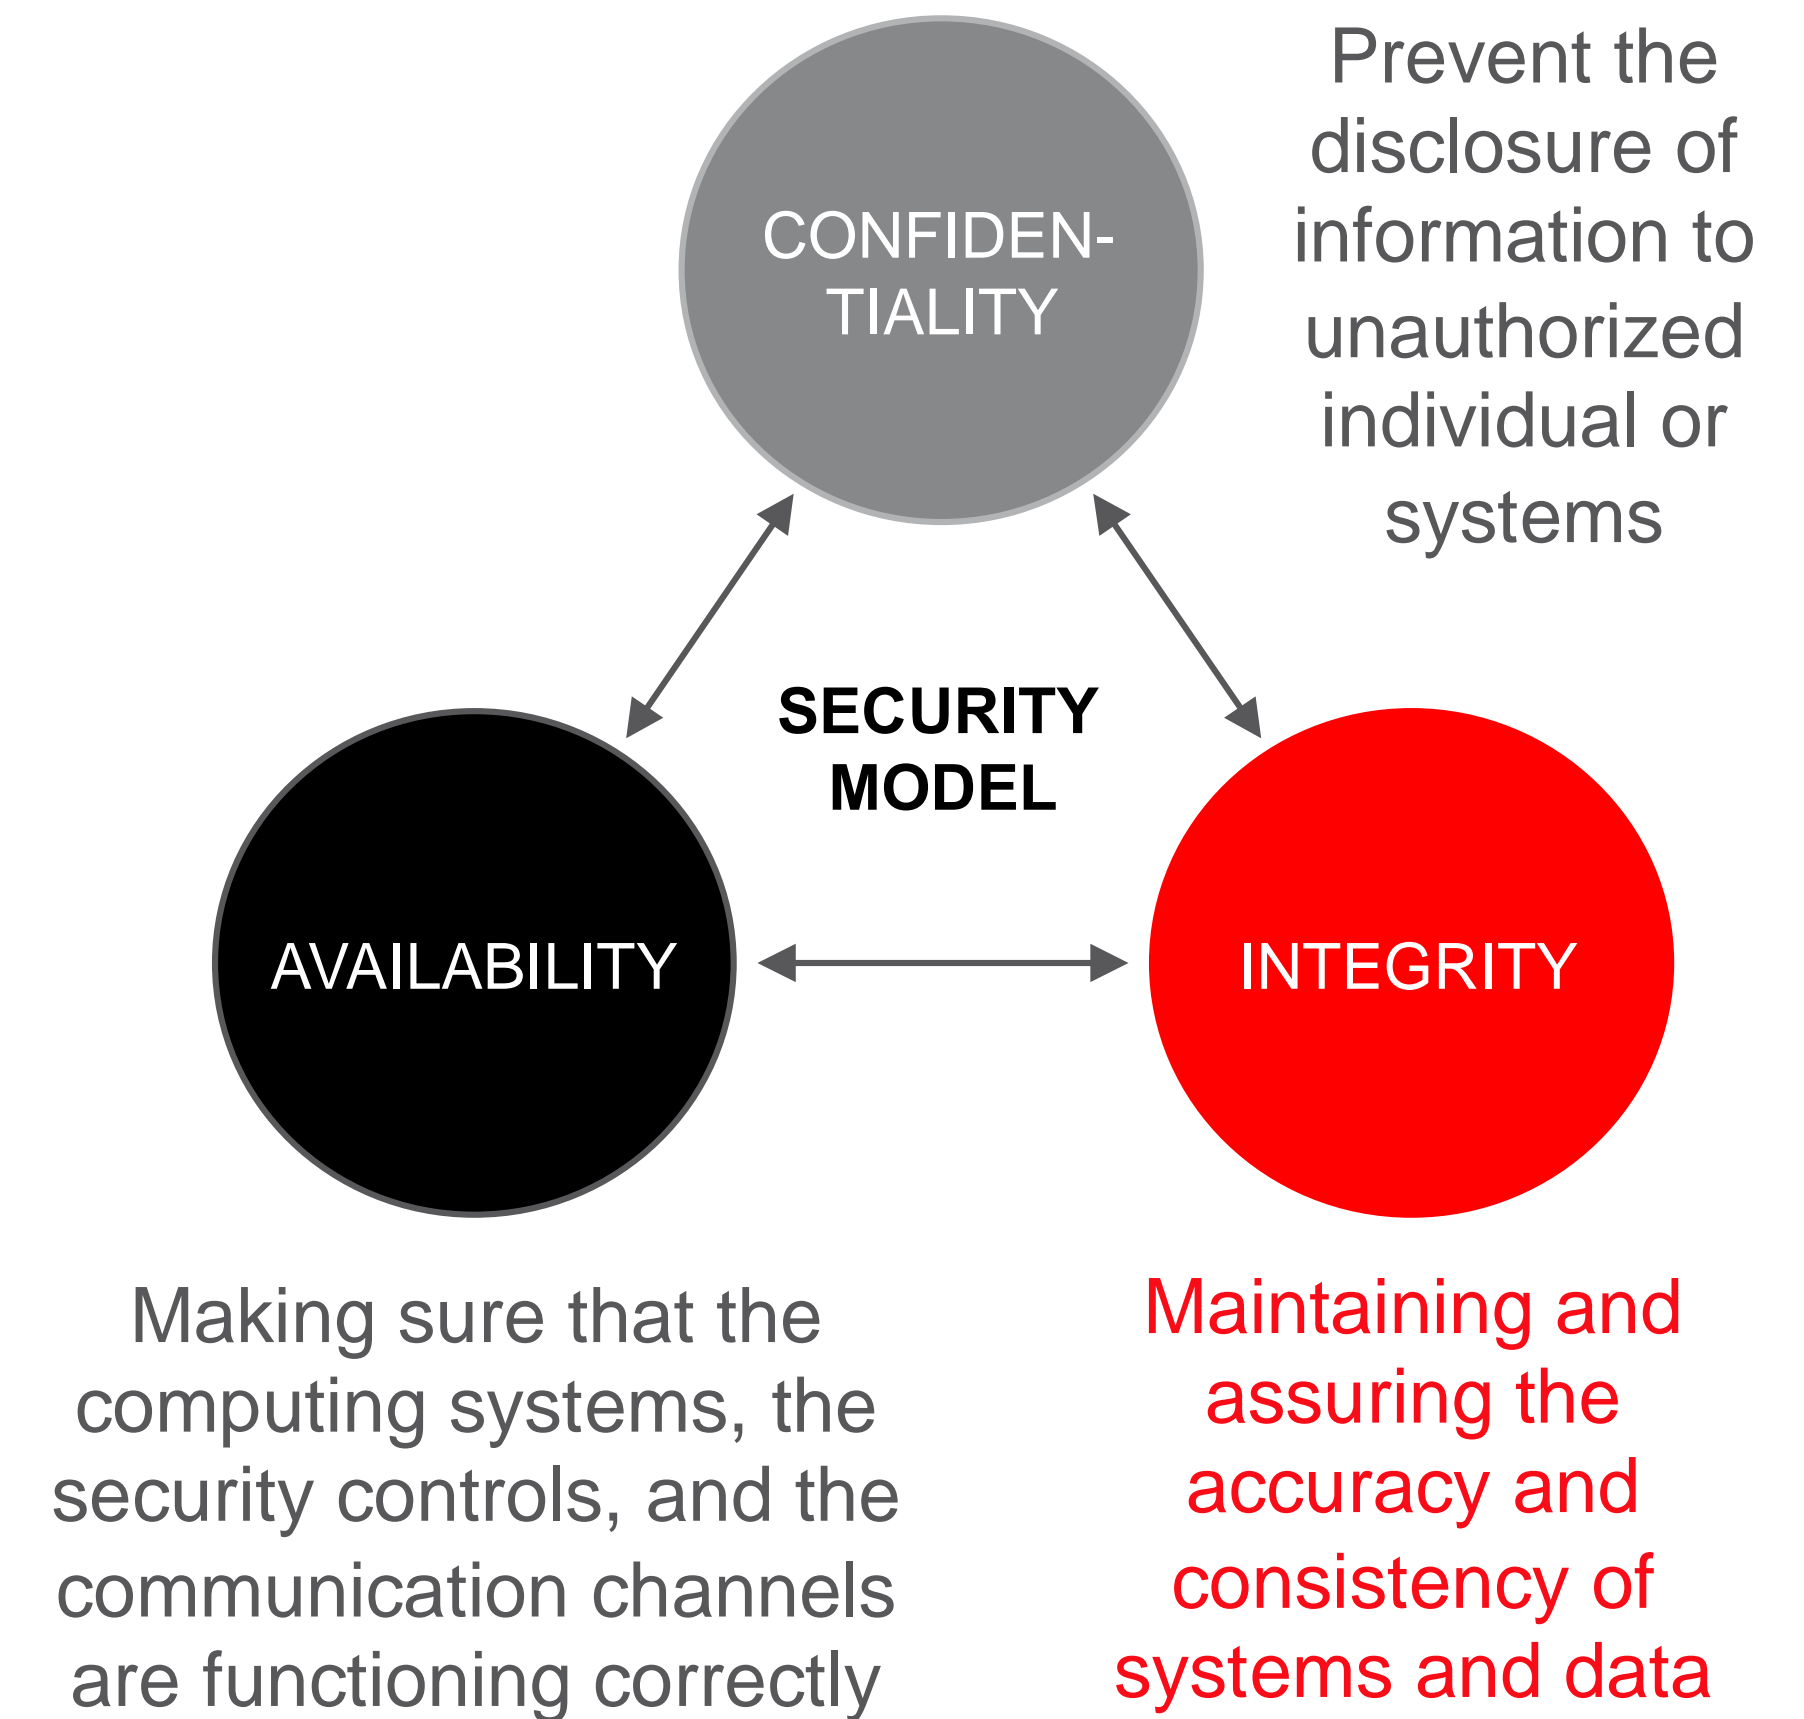 CONFIDEN-
TIALITY
Prevent the
disclosure of
information to
unauthorized
individual or
systems
SECURITY
MODEL
AVAILABILITY
INTEGRITY
Making sure that the
computing systems, the
security controls, and the
communication channels
are functioning correctly
Maintaining and
assuring the
accuracy and
consistency of
systems and data